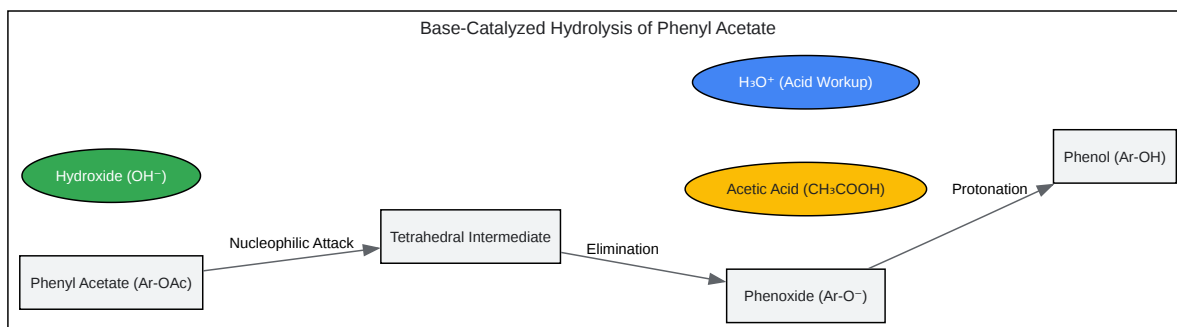 Base-Catalyzed Hydrolysis of Phenyl Acetate
H₃O⁺ (Acid Workup)
Phenol (Ar-OH)
Hydroxide (OH⁻)
Acetic Acid (CH₃COOH)
Protonation
Nucleophilic Attack
Tetrahedral Intermediate
Elimination
Phenyl Acetate (Ar-OAc)
Phenoxide (Ar-O⁻)